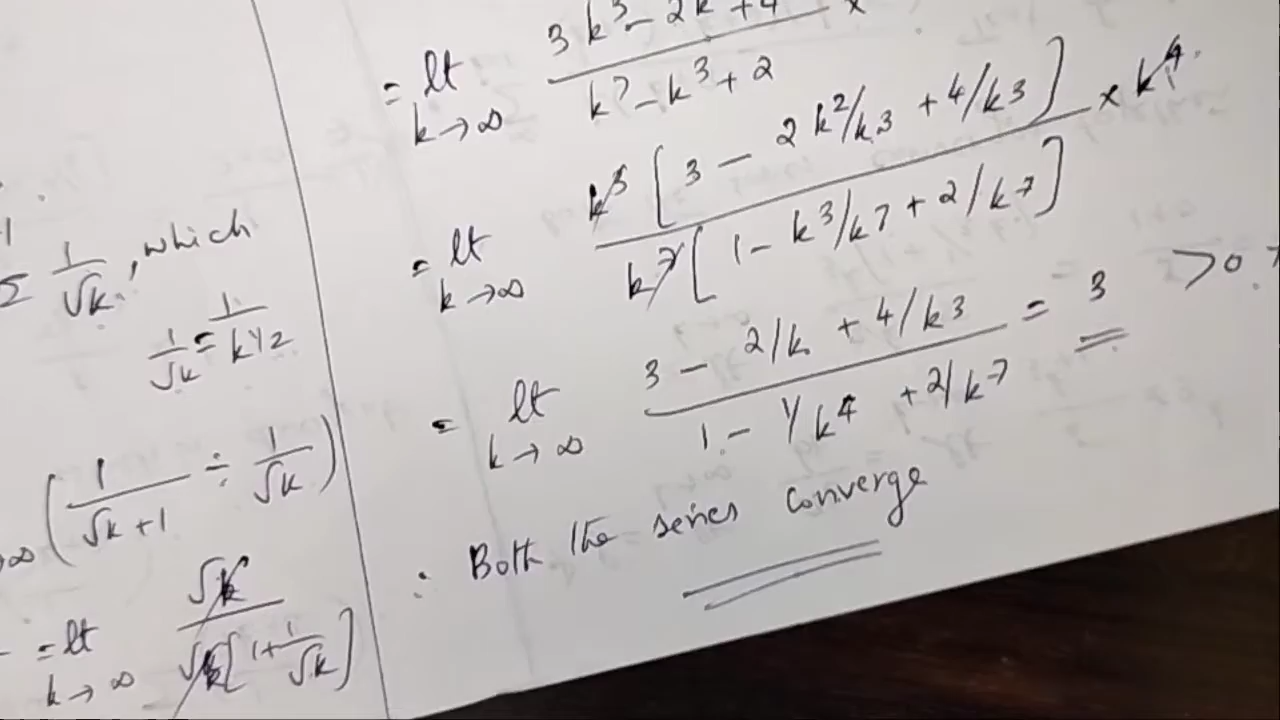 -1
Σ 1/√k, which
1/√k = 1/k^1/2
→∞ (1/(√k+1) ÷ 1/√k)
= lt k→∞ √k / √k[1+1/√k]
= lt k→∞ (3k³ - 2k² + 4)/(k⁷ - k³ + 2) ×
= lt k→∞ k³[3 - 2k²/k³ + 4/k³] / k⁷[1 - k³/k⁷ + 2/k⁷] × k⁴
= lt k→∞ (3 - 2/k + 4/k³)/(1 - 1/k⁴ + 2/k⁷) = 3 > 0
∴ Both the series converge